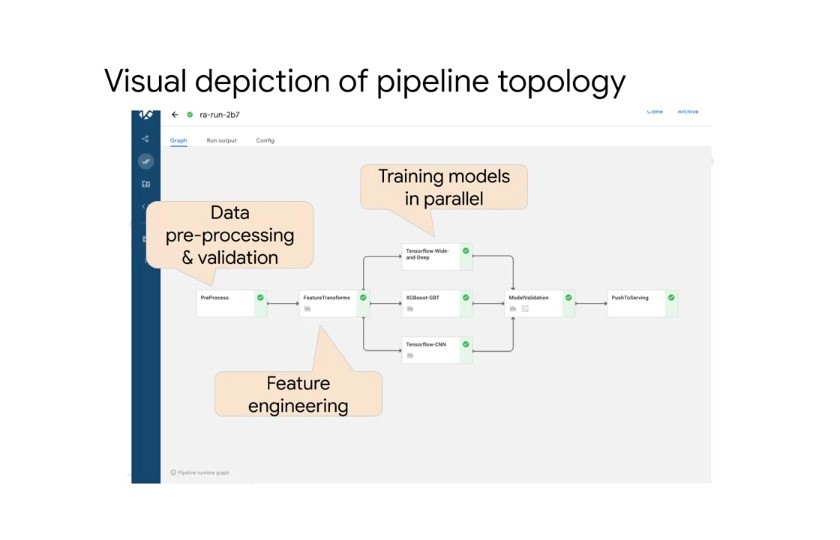 Visual depiction of pipeline topology
ra-run-2b7
Clone
Archive
Graph
Run output
Config
Training models
in parallel
Data
pre-processing
& validation
Tensorflow-Wide-
and-Deep
PreProcess
FeatureTransforms
XGBoost-GBT
ModelValidation
PushToServing
Tensorflow-CNN
Feature
engineering
Pipeline runtime graph